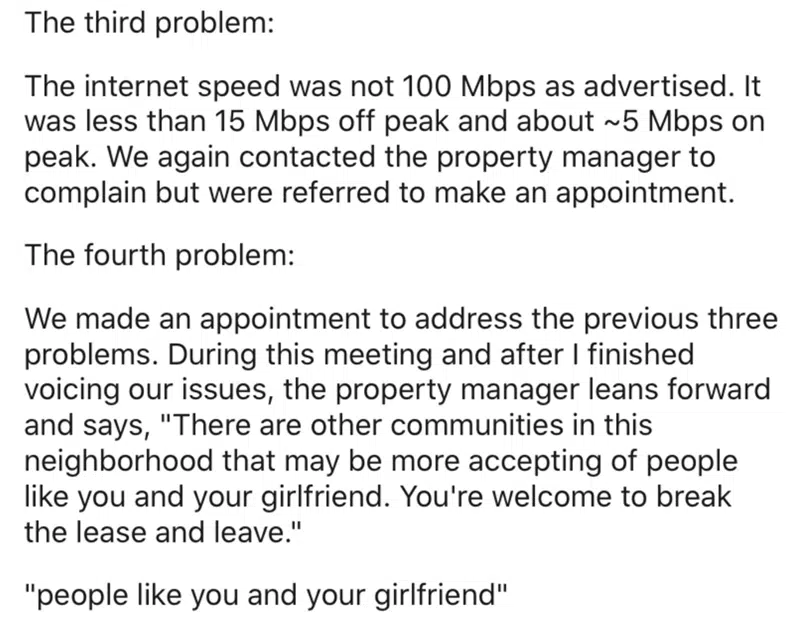 The third problem:
The internet speed was not 100 Mbps as advertised. It
was less than 15 Mbps off peak and about ~5 Mbps on
peak. We again contacted the property manager to
complain but were referred to make an appointment.
The fourth problem:
We made an appointment to address the previous three
problems. During this meeting and after I finished
voicing our issues, the property manager leans forward
and says, "There are other communities in this
neighborhood that may be more accepting of people
like you and your girlfriend. You're welcome to break
the lease and leave."
"people like you and your girlfriend"